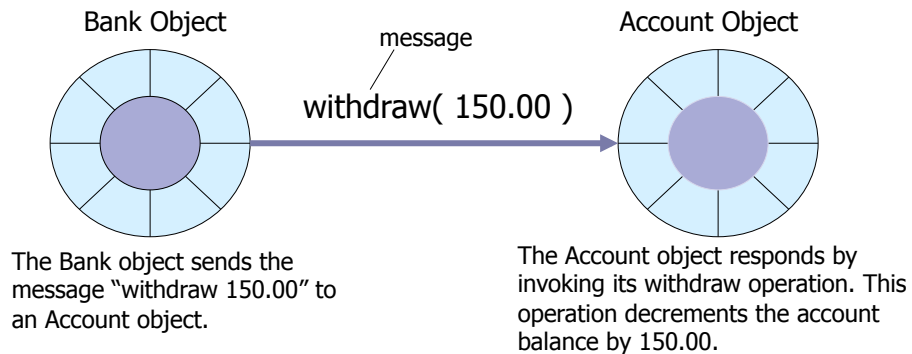 Bank Object
Account Object
message
withdraw( 150.00 )
The Bank object sends the
message “withdraw 150.00” to
an Account object.
The Account object responds by
invoking its withdraw operation. This
operation decrements the account
balance by 150.00.